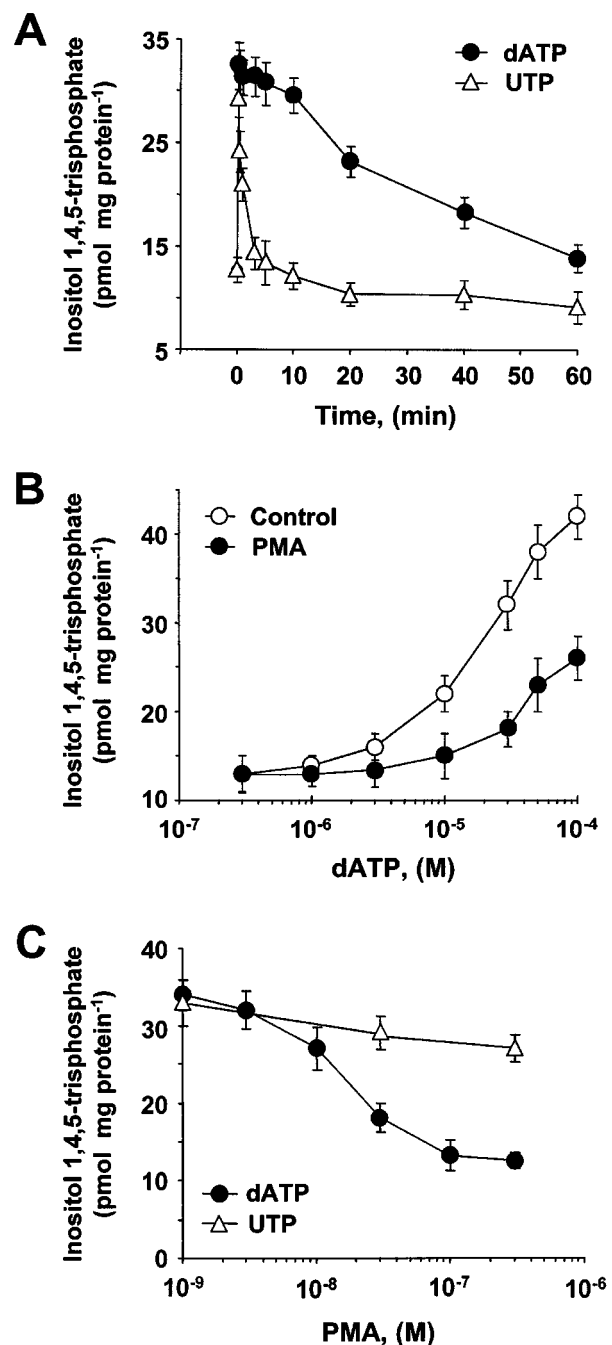 A
Inositol 1,4,5-trisphosphate
(pmol mg protein-1)
35
25
15
5
dATP
UTP
0 10 20 30 40 50 60
Time, (min)
B
Inositol 1,4,5-trisphosphate
(pmol mg protein-1)
40
30
20
10
Control
PMA
10-7 10-6 10-5 10-4
dATP, (M)
C
Inositol 1,4,5-trisphosphate
(pmol mg protein-1)
40
30
20
10
0
dATP
UTP
10-9 10-8 10-7 10-6
PMA, (M)